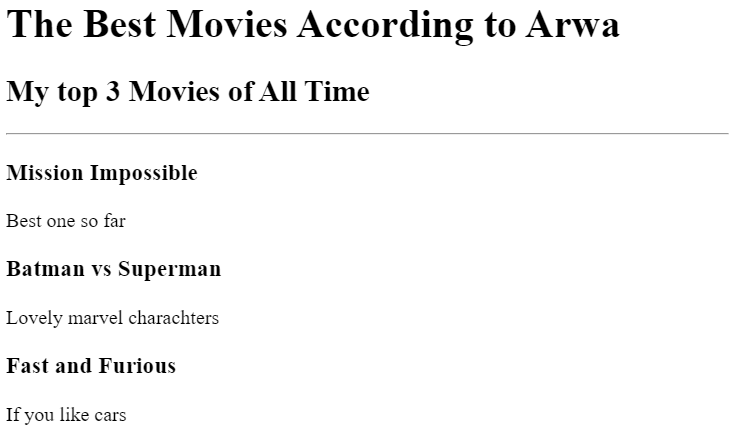 The Best Movies According to Arwa
My top 3 Movies of All Time
Mission Impossible
Best one so far
Batman vs Superman
Lovely marvel charachters
Fast and Furious
If you like cars